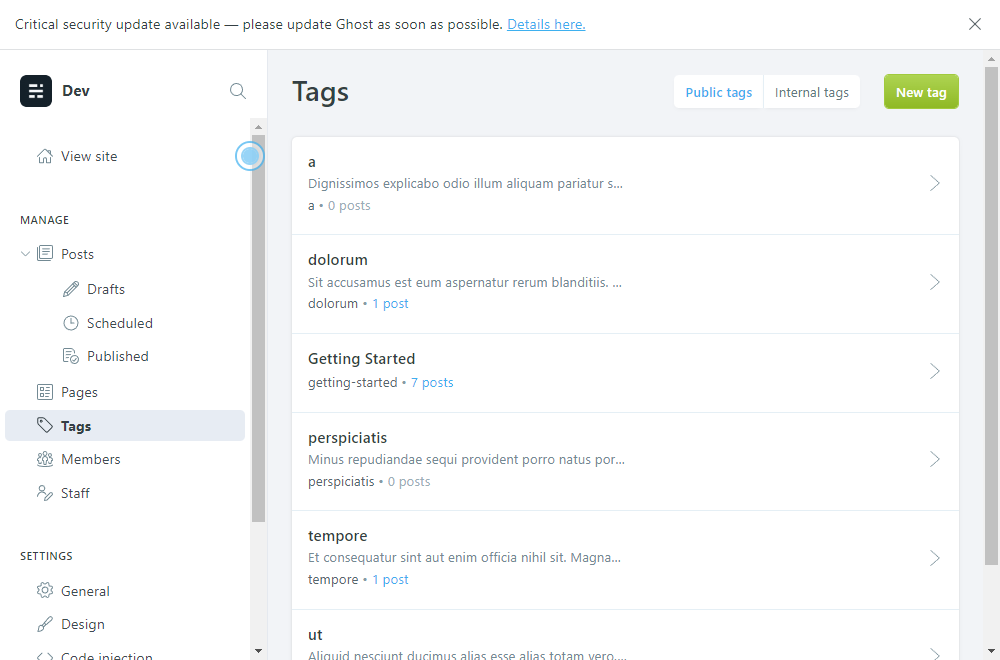 Critical security update available — please update Ghost as soon as possible. Details here.
Dev
View site
MANAGE
Posts
Drafts
Scheduled
Published
Pages
Tags
Members
Staff
SETTINGS
General
Design
Code injection
Tags
Public tags
Internal tags
New tag
a
Dignissimos explicabo odio illum aliquam pariatur s...
a • 0 posts
dolorum
Sit accusamus est eum aspernatur rerum blanditiis. ...
dolorum • 1 post
Getting Started
getting-started • 7 posts
perspiciatis
Minus repudiandae sequi provident porro natus por...
perspiciatis • 0 posts
tempore
Et consequatur sint aut enim officia nihil sit. Magna...
tempore • 1 post
ut
Aliquid nesciunt ducimus alias esse alias totam vero....